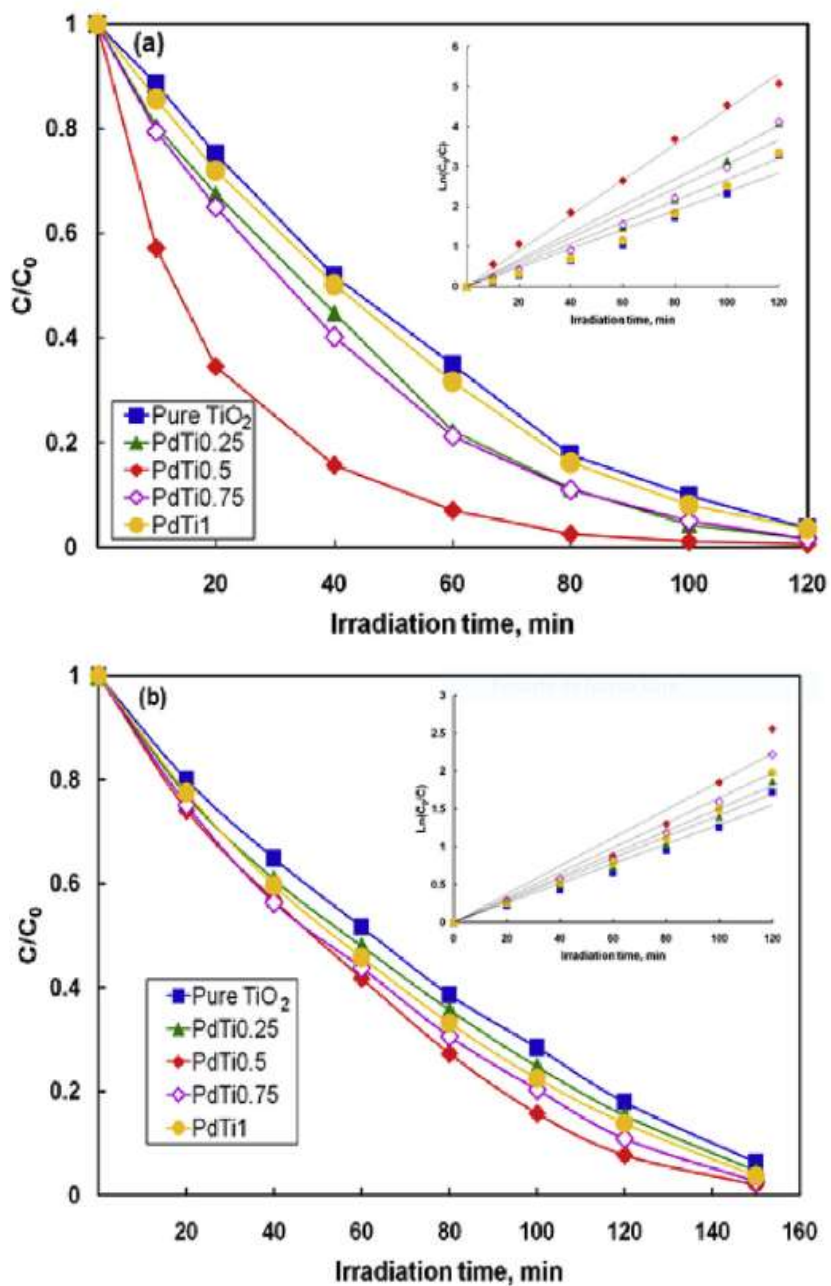 (a)
1
0.8
0.6
0.4
0.2
0
C/C₀
20 40 60 80 100 120
Irradiation time, min
Pure TiO₂
PdTi0.25
PdTi0.5
PdTi0.75
PdTi1
6
5
4
3
2
1
0
Ln(C₀/C)
20 40 60 80 100 120
Irradiation time, min
(b)
1
0.8
0.6
0.4
0.2
0
C/C₀
20 40 60 80 100 120 140 160
Irradiation time, min
Pure TiO₂
PdTi0.25
PdTi0.5
PdTi0.75
PdTi1
3
2.5
2
1.5
1
0.5
0
Ln(C₀/C)
0 20 40 60 80 100 120
Irradiation time, min